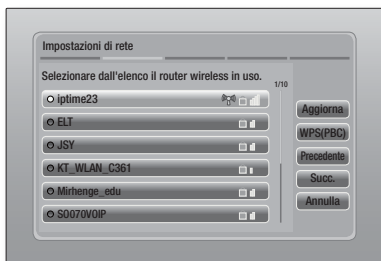 Impostazioni di rete
Selezionare dall'elenco il router wireless in uso.
1/10
iptime23
ELT
JSY
KT_WLAN_C361
Mirhenge_edu
SO070VOIP
Aggiorna
WPS(PBC)
Precedente
Succ.
Annulla